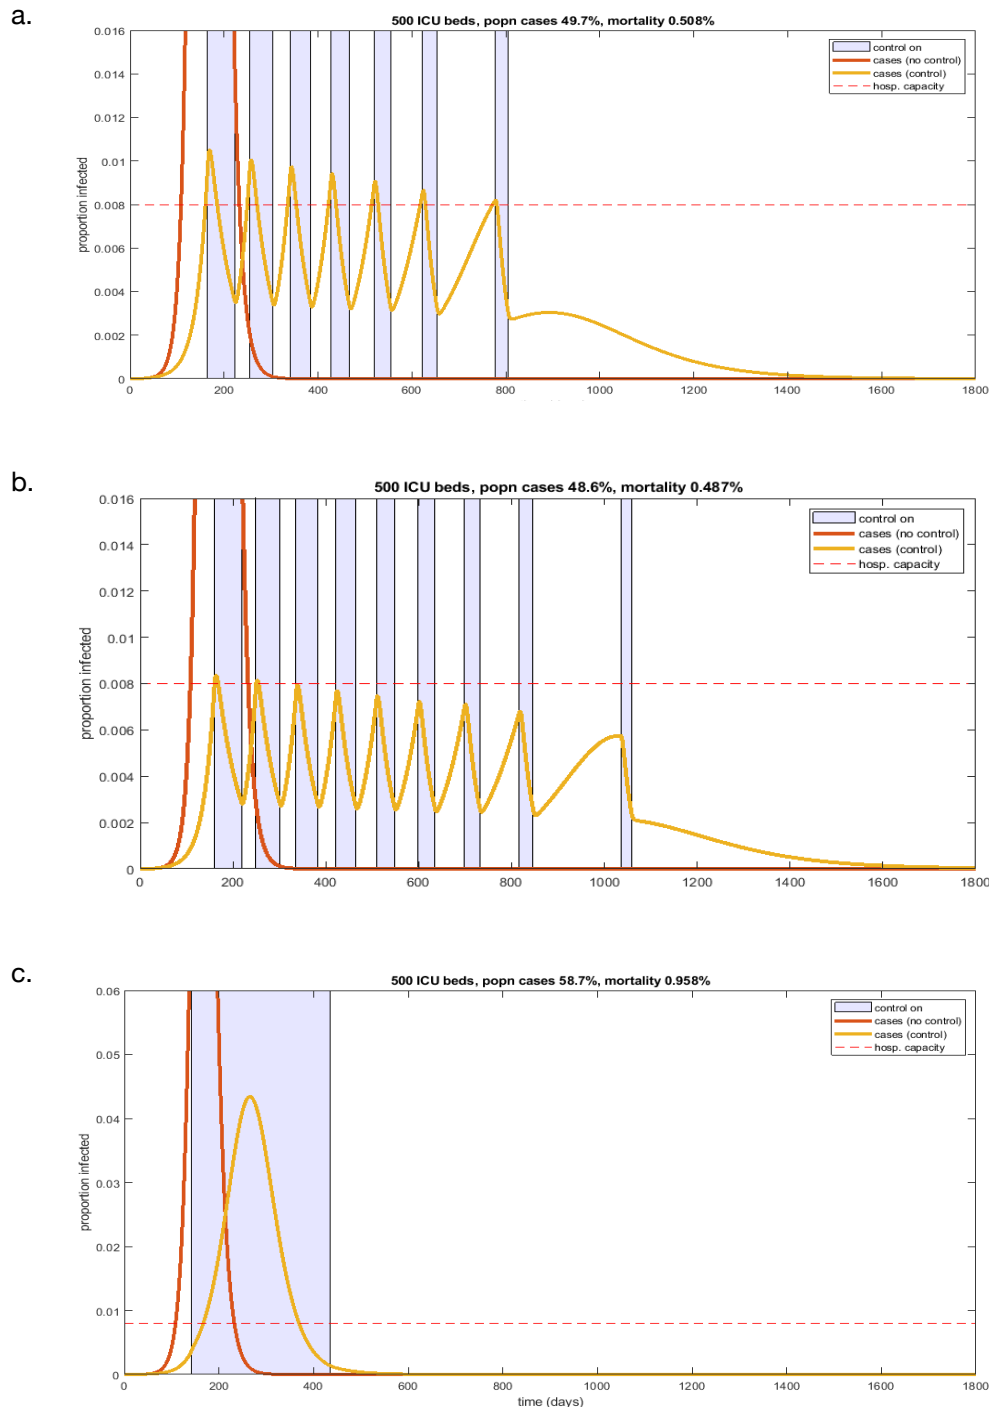 a.
500 ICU beds, popn cases 49.7%, mortality 0.508%
control on
cases (no control)
cases (control)
hosp. capacity
proportion infected
0.016
0.014
0.012
0.01
0.008
0.006
0.004
0.002
0
0 200 400 600 800 1000 1200 1400 1600 1800
b.
500 ICU beds, popn cases 48.6%, mortality 0.487%
control on
cases (no control)
cases (control)
hosp. capacity
proportion infected
0.016
0.014
0.012
0.01
0.008
0.006
0.004
0.002
0
0 200 400 600 800 1000 1200 1400 1600 1800
c.
500 ICU beds, popn cases 58.7%, mortality 0.958%
control on
cases (no control)
cases (control)
hosp. capacity
proportion infected
0.06
0.05
0.04
0.03
0.02
0.01
0
0 200 400 600 800 1000 1200 1400 1600 1800
time (days)